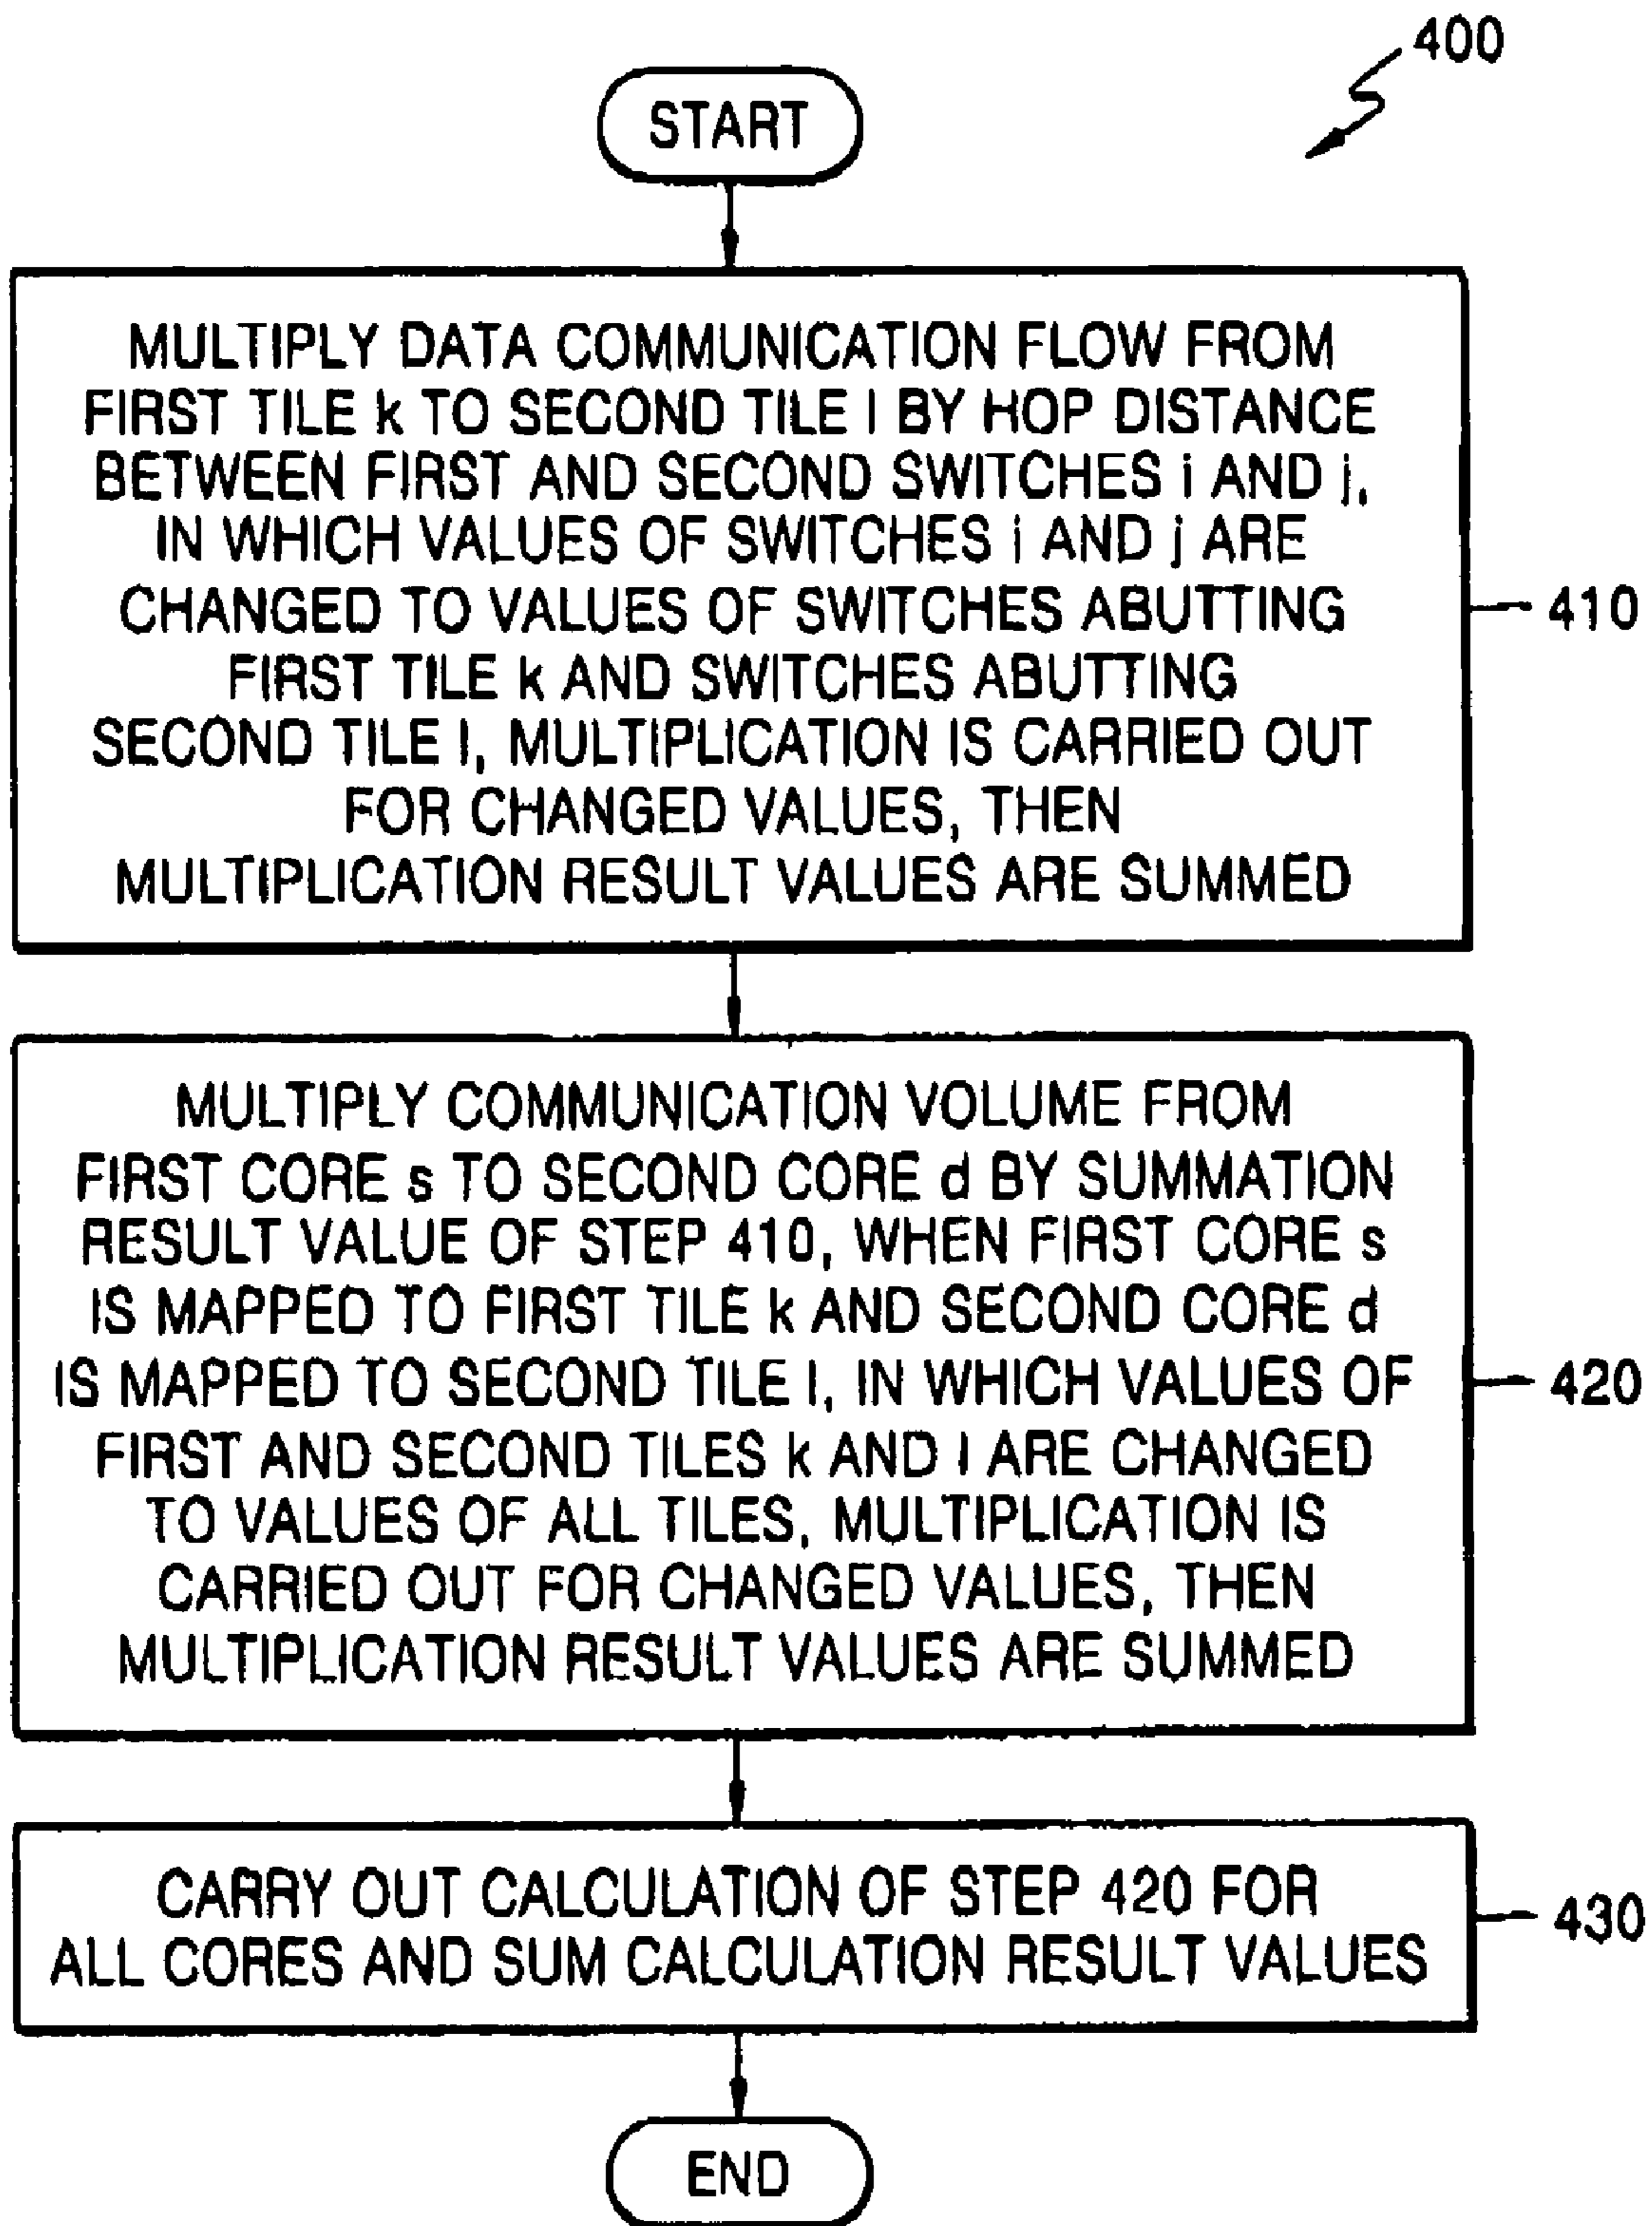 400
START
MULTIPLY DATA COMMUNICATION FLOW FROM
FIRST TILE k TO SECOND TILE l BY HOP DISTANCE
BETWEEN FIRST AND SECOND SWITCHES i AND j,
IN WHICH VALUES OF SWITCHES i AND j ARE
CHANGED TO VALUES OF SWITCHES ABUTTING
FIRST TILE k AND SWITCHES ABUTTING
SECOND TILE l, MULTIPLICATION IS CARRIED OUT
FOR CHANGED VALUES, THEN
MULTIPLICATION RESULT VALUES ARE SUMMED
410
MULTIPLY COMMUNICATION VOLUME FROM
FIRST CORE s TO SECOND CORE d BY SUMMATION
RESULT VALUE OF STEP 410, WHEN FIRST CORE s
IS MAPPED TO FIRST TILE k AND SECOND CORE d
IS MAPPED TO SECOND TILE l, IN WHICH VALUES OF
FIRST AND SECOND TILES k AND l ARE CHANGED
TO VALUES OF ALL TILES, MULTIPLICATION IS
CARRIED OUT FOR CHANGED VALUES, THEN
MULTIPLICATION RESULT VALUES ARE SUMMED
420
CARRY OUT CALCULATION OF STEP 420 FOR
ALL CORES AND SUM CALCULATION RESULT VALUES
430
END